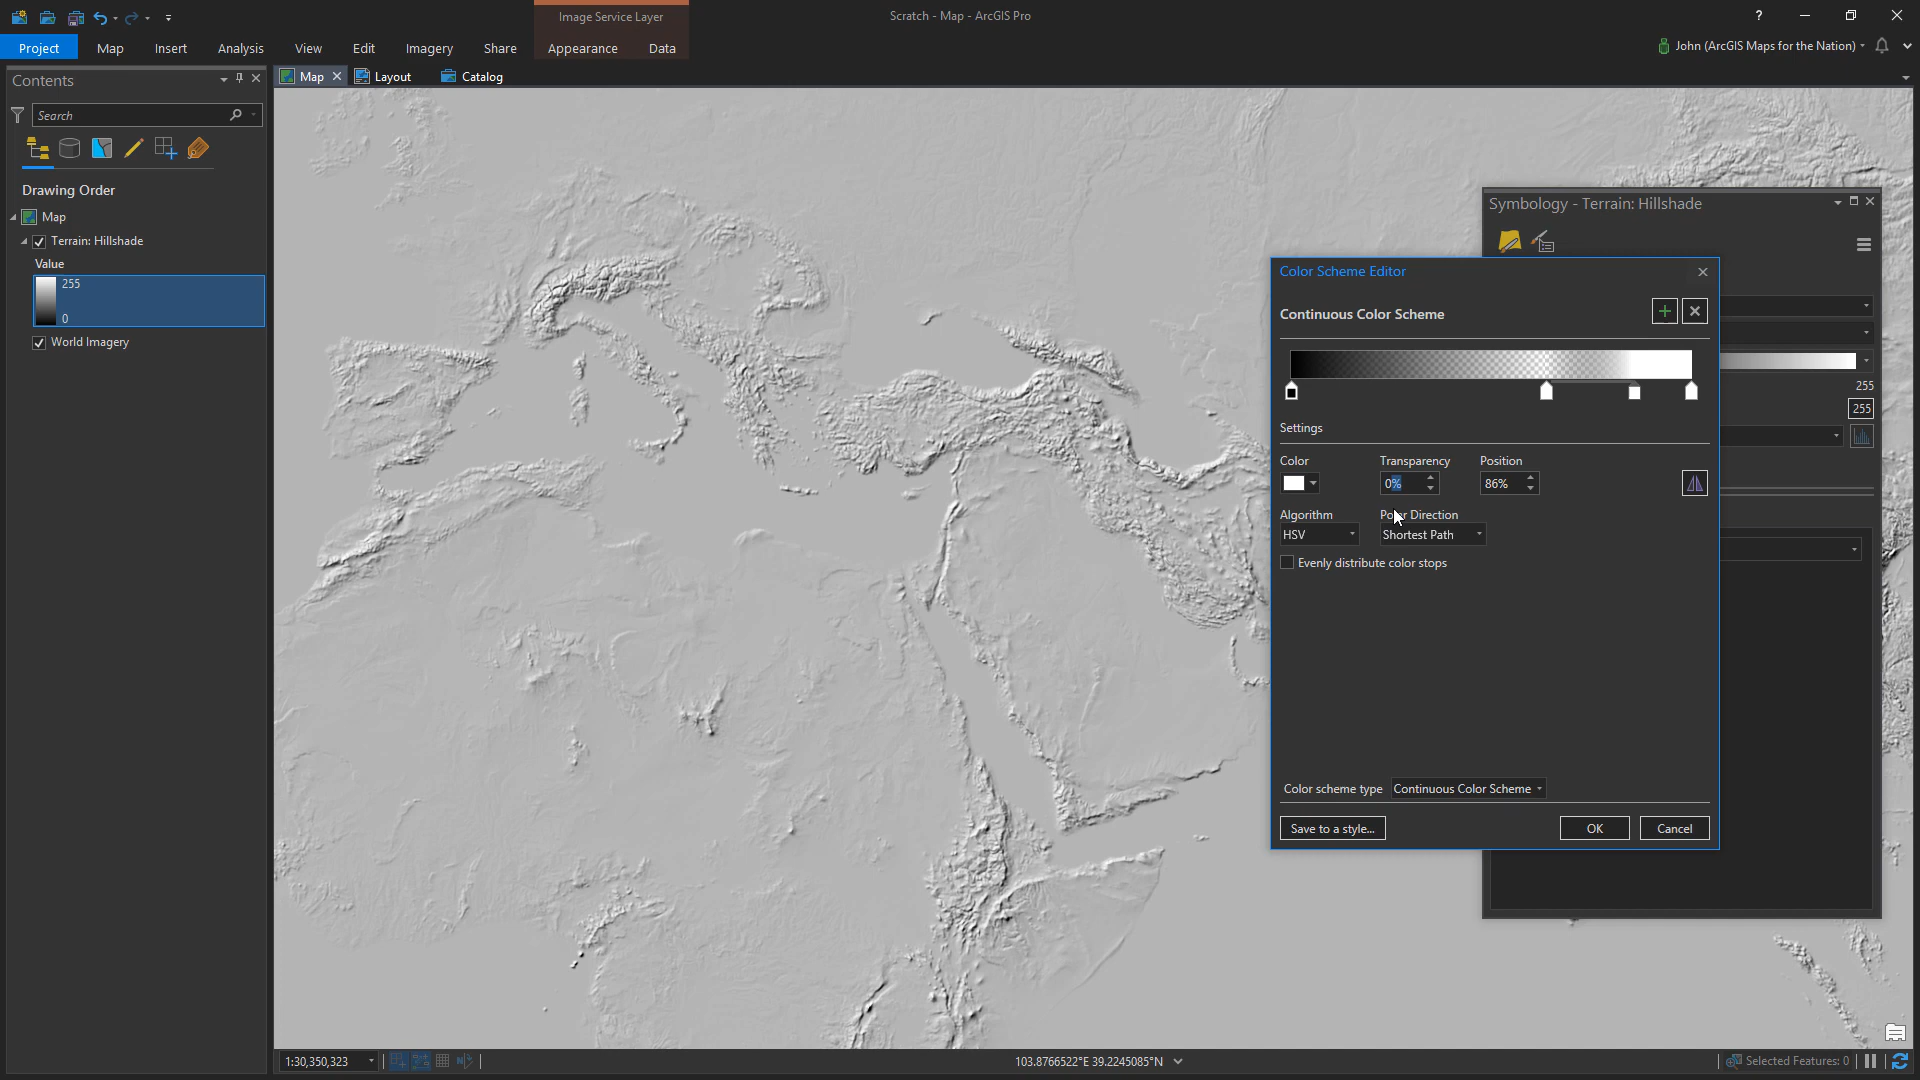 Image Service Layer
Scratch - Map - ArcGIS Pro
?
Project
Map
Insert
Analysis
View
Edit
Imagery
Share
Appearance
Data
John (ArcGIS Maps for the Nation)
Contents
Map
Layout
Catalog
Search
Drawing Order
Map
Terrain: Hillshade
Value
255
0
World Imagery
Symbology - Terrain: Hillshade
255
255
Color Scheme Editor
Continuous Color Scheme
Settings
Color
Transparency
Position
0%
86%
Algorithm
Polar Direction
HSV
Shortest Path
Evenly distribute color stops
Color scheme type
Continuous Color Scheme
Save to a style...
OK
Cancel
1:30,350,323
103.8766522°E 39.2245085°N
Selected Features: 0